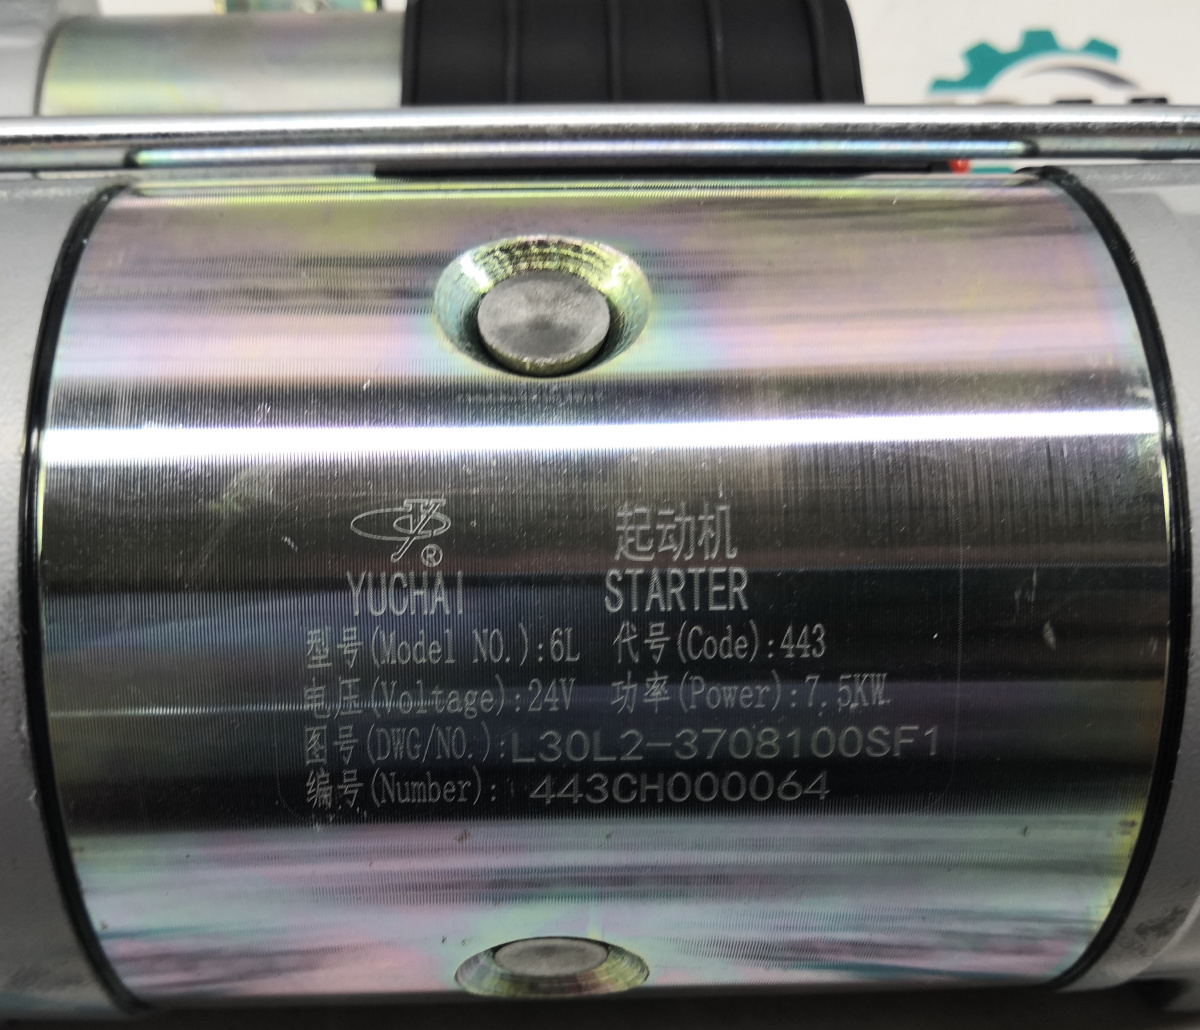 ®
起动机
YUCHAI STARTER
型号(Model NO.):6L 代号(Code):443
电压(Voltage):24V 功率(Power):7.5KW
图号(DWG/NO.):L30L2-3708100SF1
编号(Number): 443CH000064